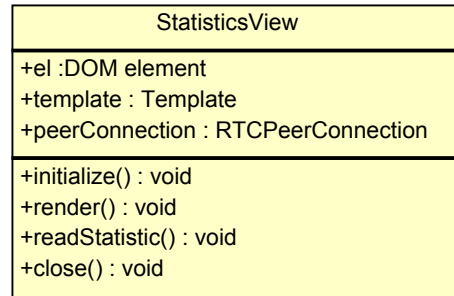 StatisticsView
+el :DOM element
+template : Template
+peerConnection : RTCPeerConnection
+initialize() : void
+render() : void
+readStatistic() : void
+close() : void